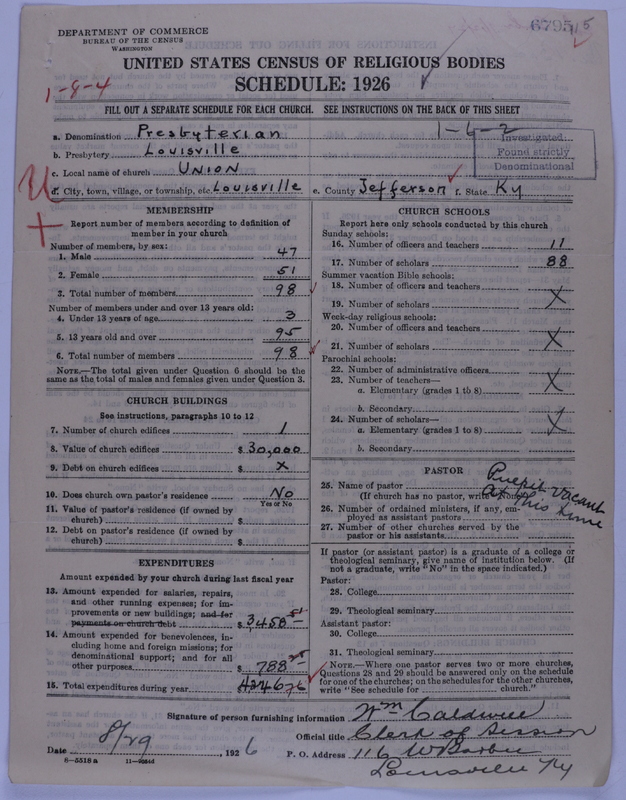 DEPARTMENT OF COMMERCE
BUREAU OF THE CENSUS
WASHINGTON
67955
UNITED STATES CENSUS OF RELIGIOUS BODIES
SCHEDULE: 1926
1-8-4
FILL OUT A SEPARATE SCHEDULE FOR EACH CHURCH. SEE INSTRUCTIONS ON THE BACK OF THIS SHEET
a. Denomination Presbyterian 1-6-2
b. Presbytery Louisville
c. Local name of church UNION
Investigated
Found strictly
Denominational
d. City, town, village, or township, etc. Louisville e. County Jefferson f. State Ky
MEMBERSHIP
Report number of members according to definition of
member in your church
Number of members, by sex:
1. Male 47
2. Female 51
3. Total number of members 98
Number of members under and over 13 years old:
4. Under 13 years of age 3
5. 13 years old and over 95
6. Total number of members 98
NOTE.—The total given under Question 6 should be
same as the total of males and females given under Question 3.
CHURCH BUILDINGS
See instructions, paragraphs 10 to 12
7. Number of church edifices 1
8. Value of church edifices $ 30,000
9. Debt on church edifices $ X
10. Does church own pastor's residence No
Yes or No
11. Value of pastor's residence (if owned by
church) $
12. Debt on pastor's residence (if owned by
church) $
EXPENDITURES
Amount expended by your church during last fiscal year
13. Amount expended for salaries, repairs,
and other running expenses; for im-
provements or new buildings; and for
payments on church debt $ 3,458 51
14. Amount expended for benevolences, in-
cluding home and foreign missions; for
denominational support; and for all
other purposes $ 788 25
15. Total expenditures during year 76
CHURCH SCHOOLS
Report here only schools conducted by this church
Sunday schools:
16. Number of officers and teachers 11
17. Number of scholars 88
Summer vacation Bible schools:
18. Number of officers and teachers
19. Number of scholars X
Week-day religious schools:
20. Number of officers and teachers
21. Number of scholars X
Parochial schools:
22. Number of administrative officers
23. Number of teachers—
a. Elementary (grades 1 to 8) X
b. Secondary
24. Number of scholars—
a. Elementary (grades 1 to 8) X
b. Secondary
PASTOR
25. Name of pastor Pulpit Vacant
(If church has no pastor, write "None") At this time
26. Number of ordained ministers, if any, em-
ployed as assistant pastors
27. Number of other churches served by the
pastor or his assistants
If pastor (or assistant pastor) is a graduate of a college or
theological seminary, give name of institution below. (If
not a graduate, write "No" in the space indicated.)
Pastor:
28. College
29. Theological seminary
Assistant pastor:
30. College
31. Theological seminary
NOTE.—Where one pastor serves two or more churches,
Questions 28 and 29 should be answered only on the schedule
for one of the churches; on the schedules for the other churches,
write "See schedule for church."
Signature of person furnishing information Wm Caldwell
Official title Clerk of Session
Date 8/29, 1926 P. O. Address 116 W
Louisville Ky
6-5518 a